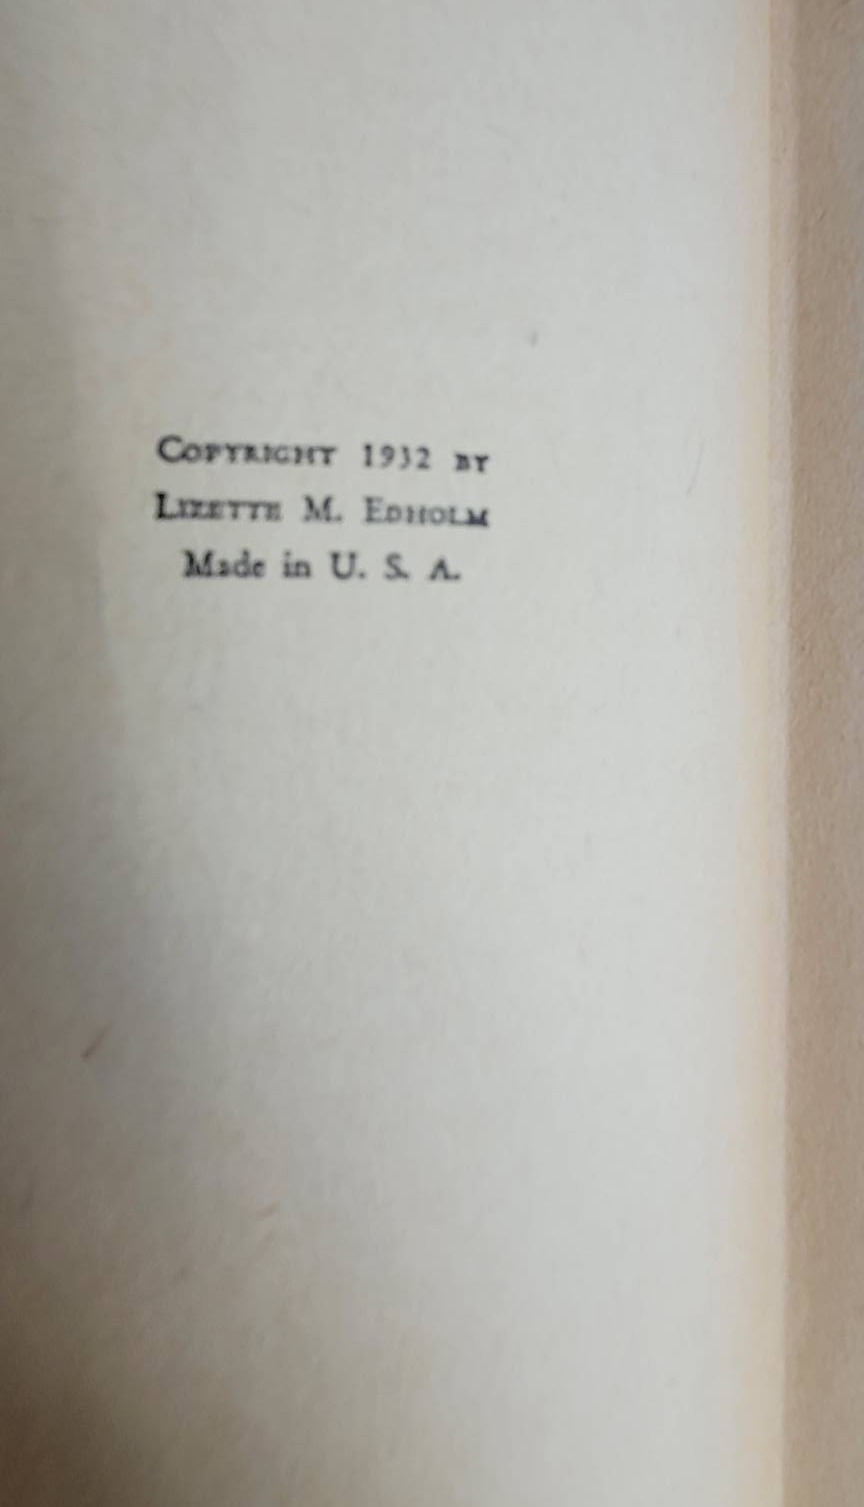 Copyright 1932 by
Lizette M. Edholm
Made in U. S. A.